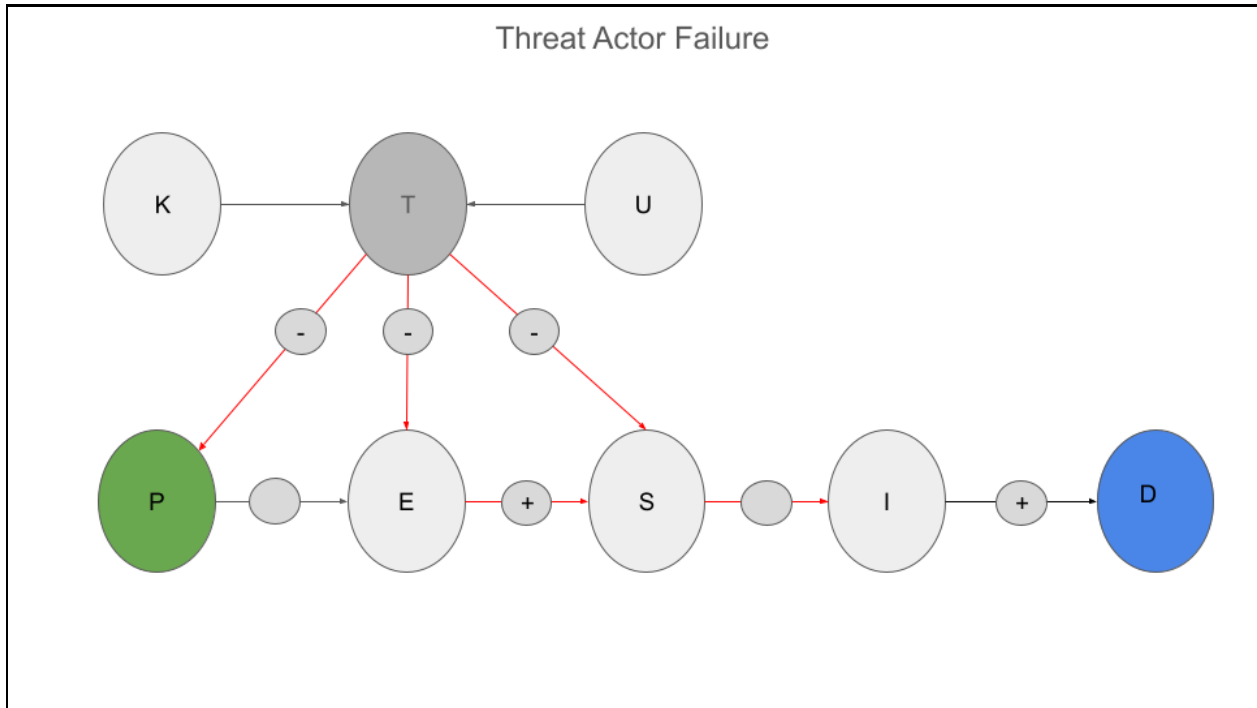 Threat Actor Failure
K T U
- - -
P E + S I + D